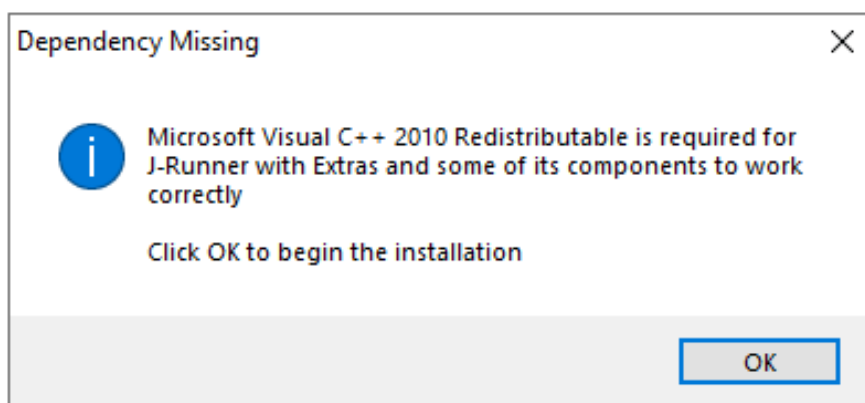 Dependency Missing
Microsoft Visual C++ 2010 Redistributable is required for
J-Runner with Extras and some of its components to work
correctly
Click OK to begin the installation
OK